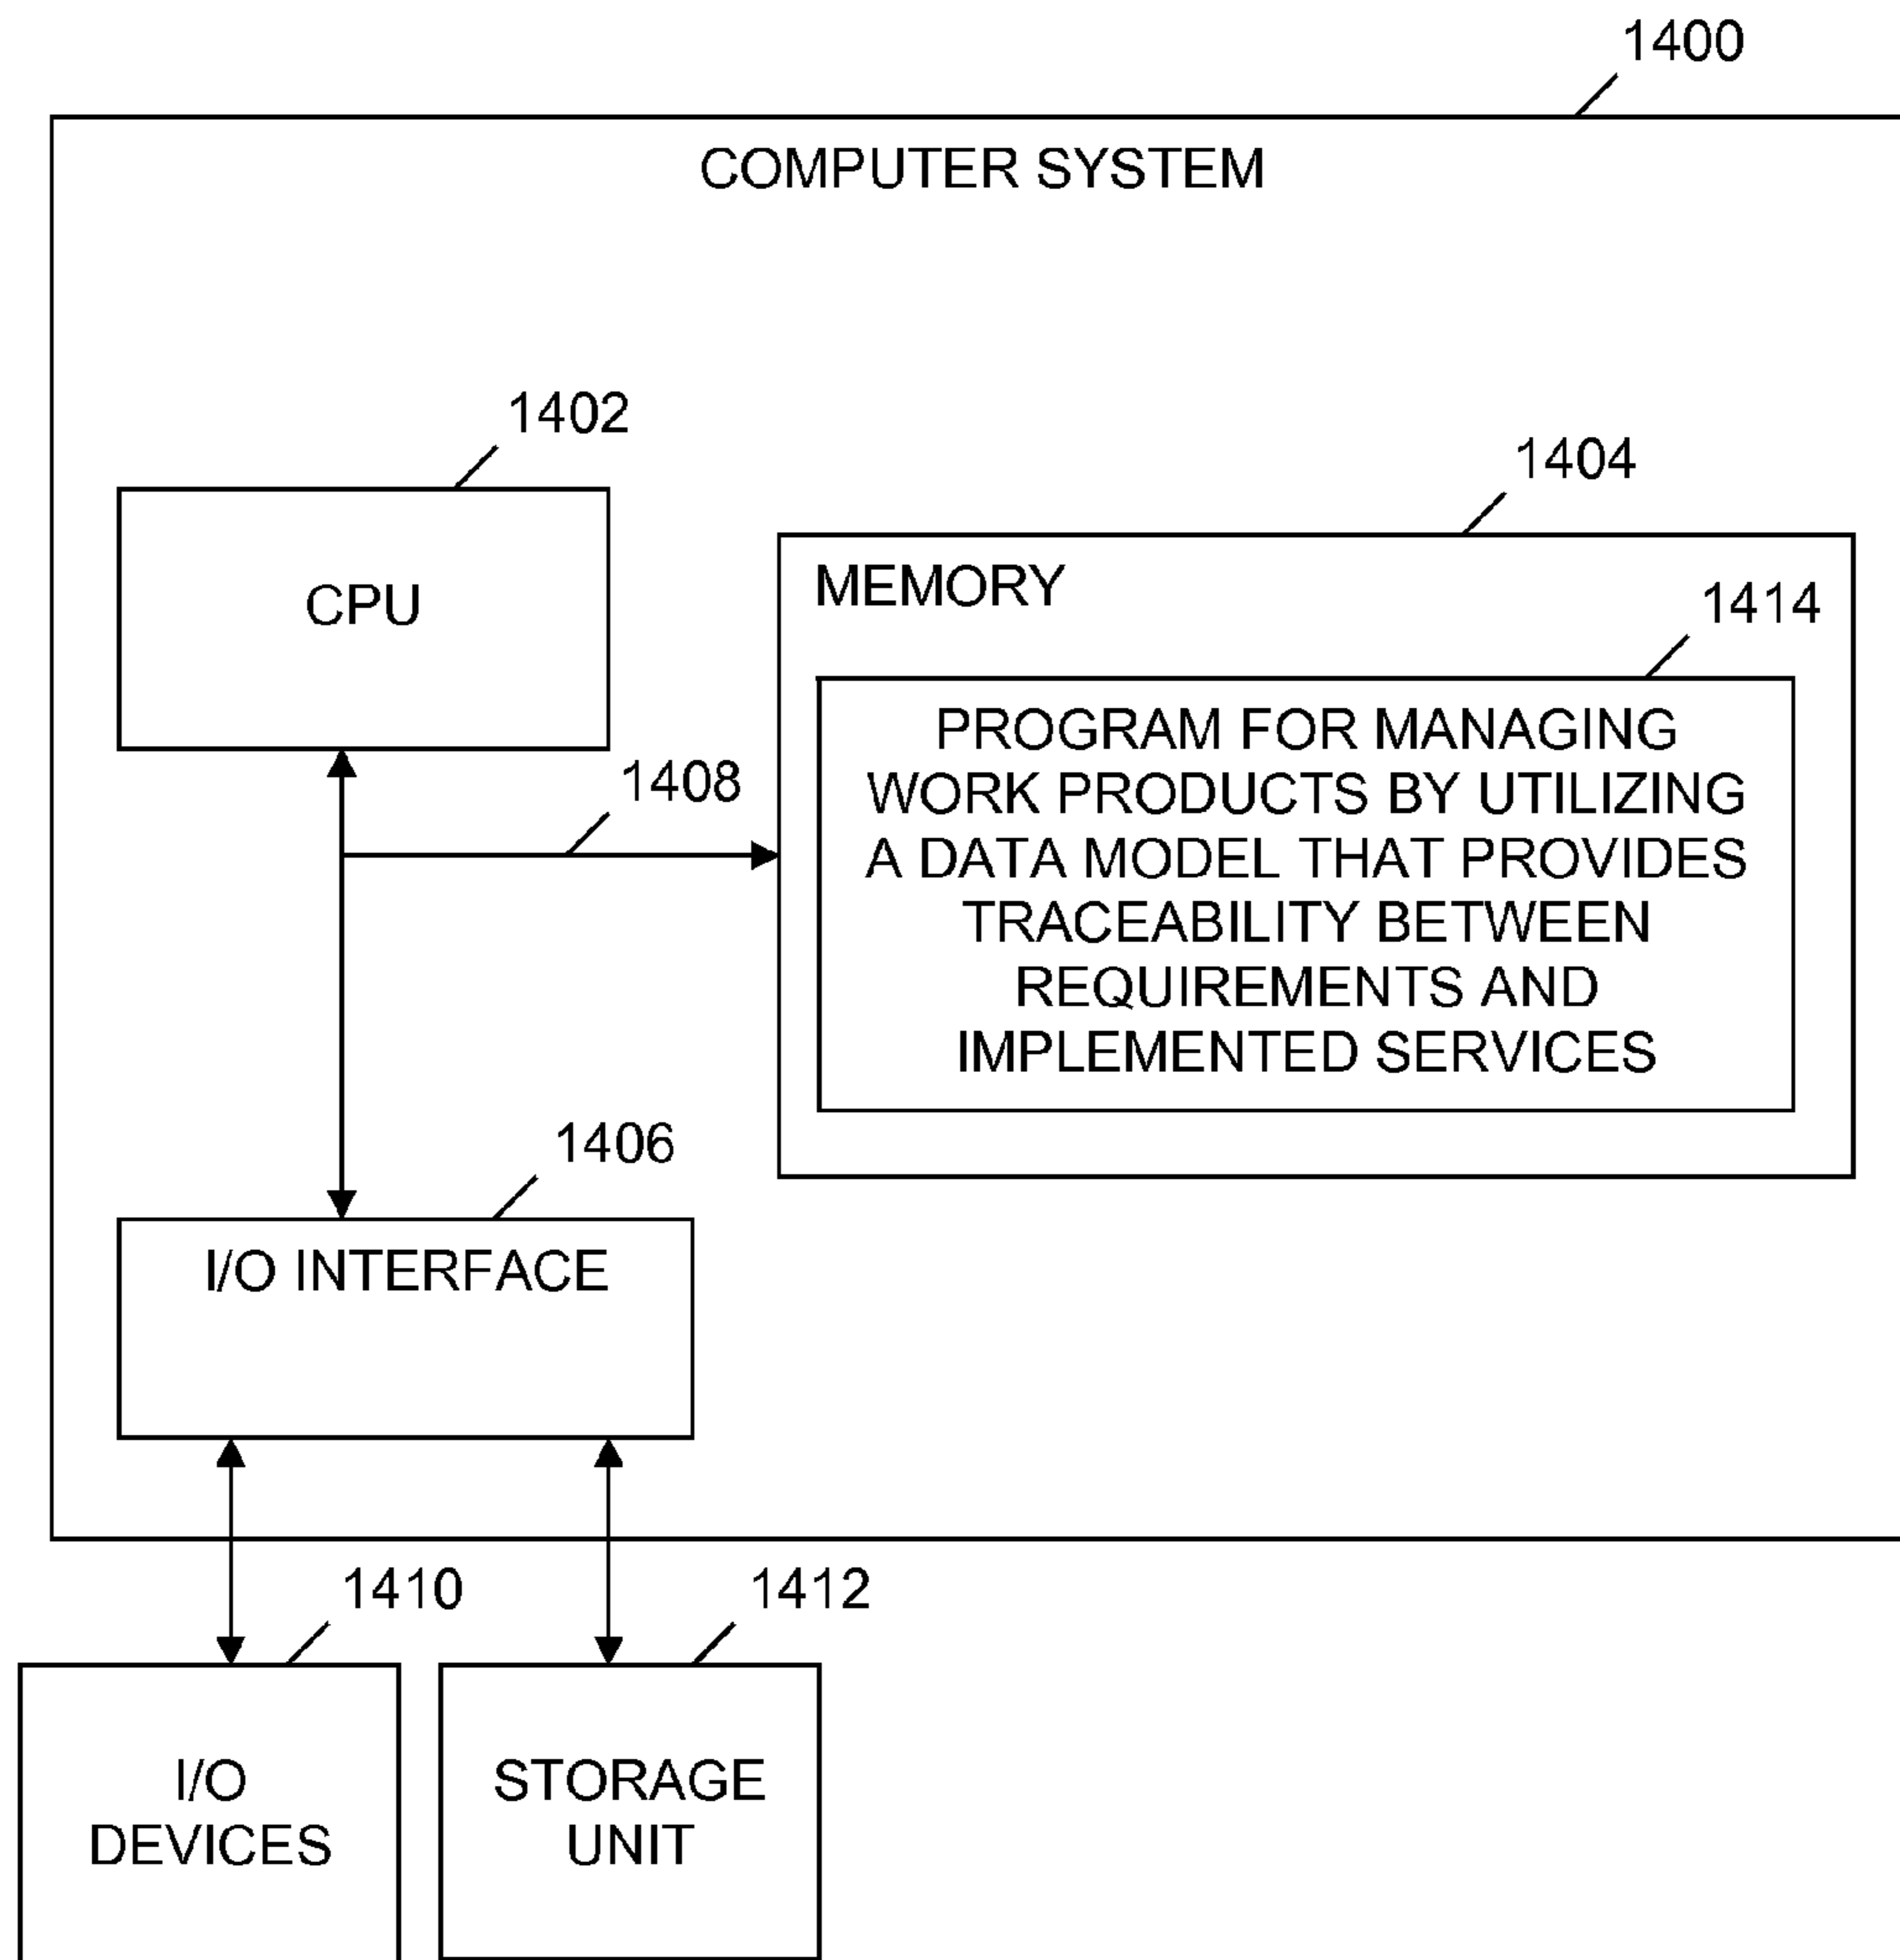 1400
COMPUTER SYSTEM
1402
CPU
1404
MEMORY
1414
PROGRAM FOR MANAGING
WORK PRODUCTS BY UTILIZING
A DATA MODEL THAT PROVIDES
TRACEABILITY BETWEEN
REQUIREMENTS AND
IMPLEMENTED SERVICES
1408
1406
I/O INTERFACE
1410
I/O
DEVICES
1412
STORAGE
UNIT